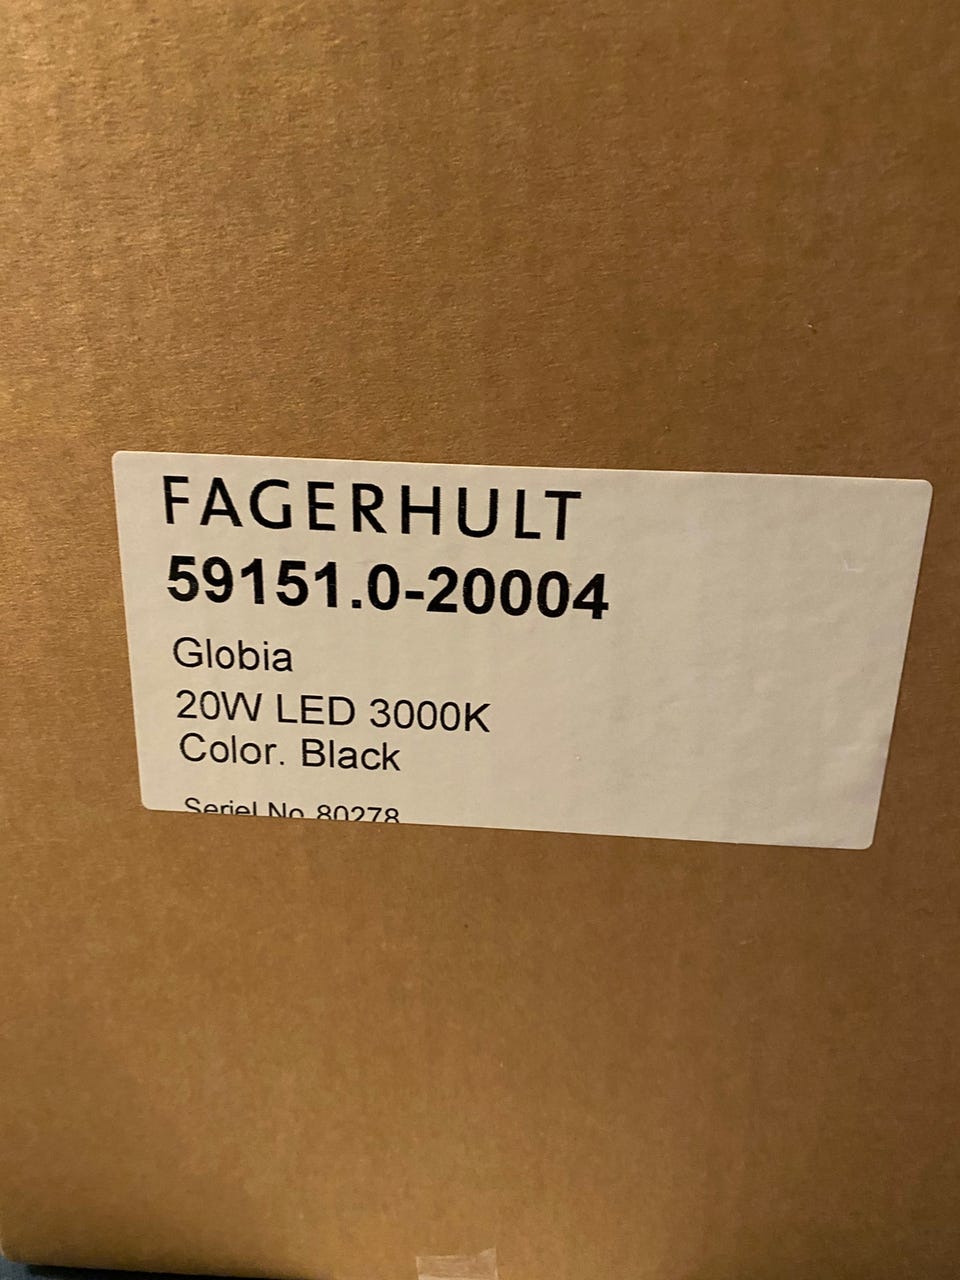 FAGERHULT
59151.0-20004
Globia
20W LED 3000K
Color. Black
Seriel No 80278